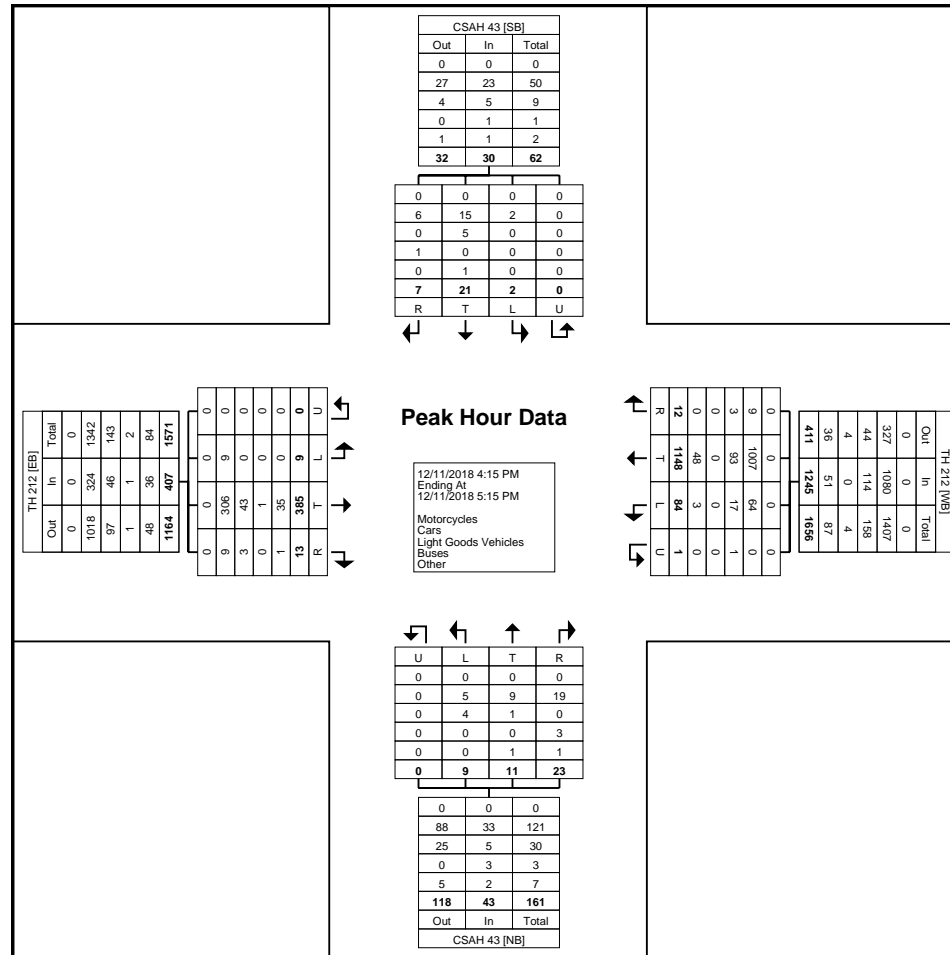 CSAH 43 [SB]
Out In Total
0 0 0
27 23 50
4 5 9
0 1 1
1 1 2
32 30 62
0 0 0 0
6 15 2 0
0 5 0 0
1 0 0 0
0 1 0 0
7 21 2 0
R T L U
TH 212 [EB]
Out In Total
0 0 0
1018 324 1342
97 46 143
1 1 2
48 36 84
1164 407 1571
0 0 0 0
9 306 9 0
3 43 0 0
0 1 0 0
1 35 0 0
13 385 9 0
R T L U
Peak Hour Data
12/11/2018 4:15 PM
Ending At
12/11/2018 5:15 PM
Motorcycles
Cars
Light Goods Vehicles
Buses
Other
TH 212 [WB]
Out In Total
0 0 0
327 1080 1407
44 114 158
4 0 4
36 51 87
411 1245 1656
0 0 0 0
9 1007 64 0
3 93 17 1
0 0 0 0
0 48 3 0
12 1148 84 1
R T L U
U L T R
0 0 0 0
0 5 9 19
0 4 1 0
0 0 0 3
0 0 1 1
0 9 11 23
0 0 0
88 33 121
25 5 30
0 3 3
5 2 7
118 43 161
Out In Total
CSAH 43 [NB]